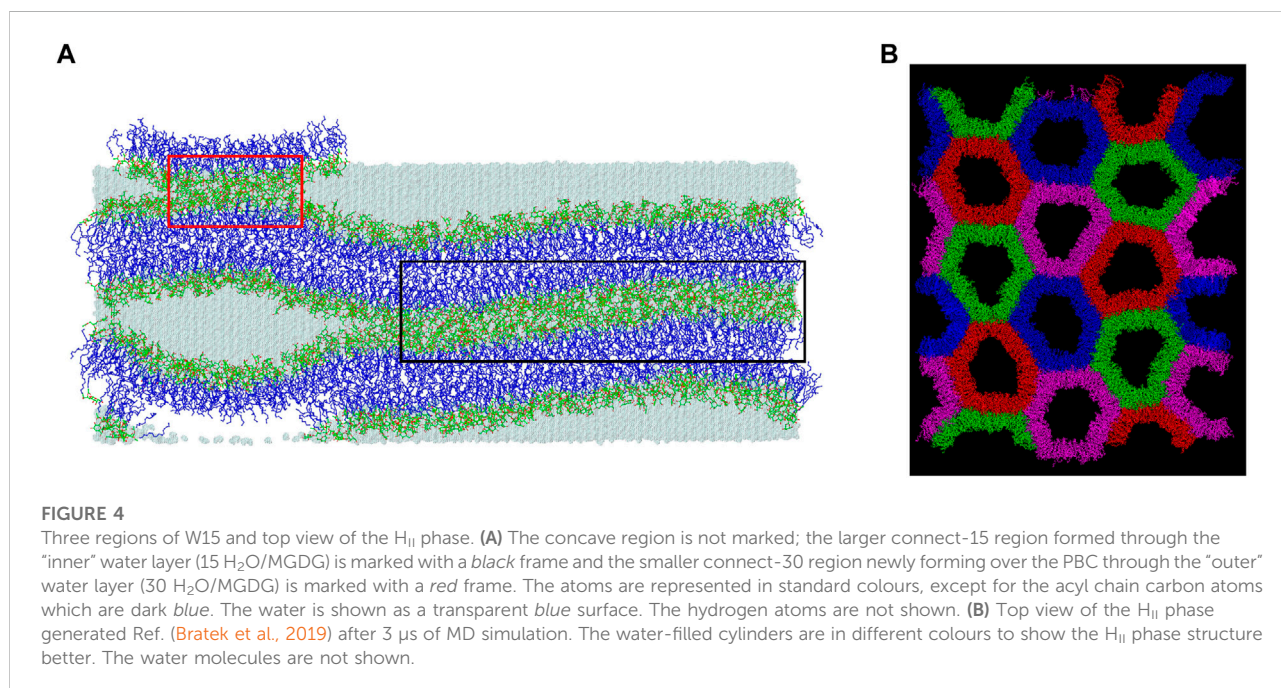 A
B
FIGURE 4
Three regions of W15 and top view of the HII phase. (A) The concave region is not marked; the larger connect-15 region formed through the
“inner” water layer (15 H2O/MGDG) is marked with a black frame and the smaller connect-30 region newly forming over the PBC through the “outer”
water layer (30 H2O/MGDG) is marked with a red frame. The atoms are represented in standard colours, except for the acyl chain carbon atoms
which are dark blue. The water is shown as a transparent blue surface. The hydrogen atoms are not shown. (B) Top view of the HII phase
generated Ref. (Bratek et al., 2019) after 3 µs of MD simulation. The water-filled cylinders are in different colours to show the HII phase structure
better. The water molecules are not shown.